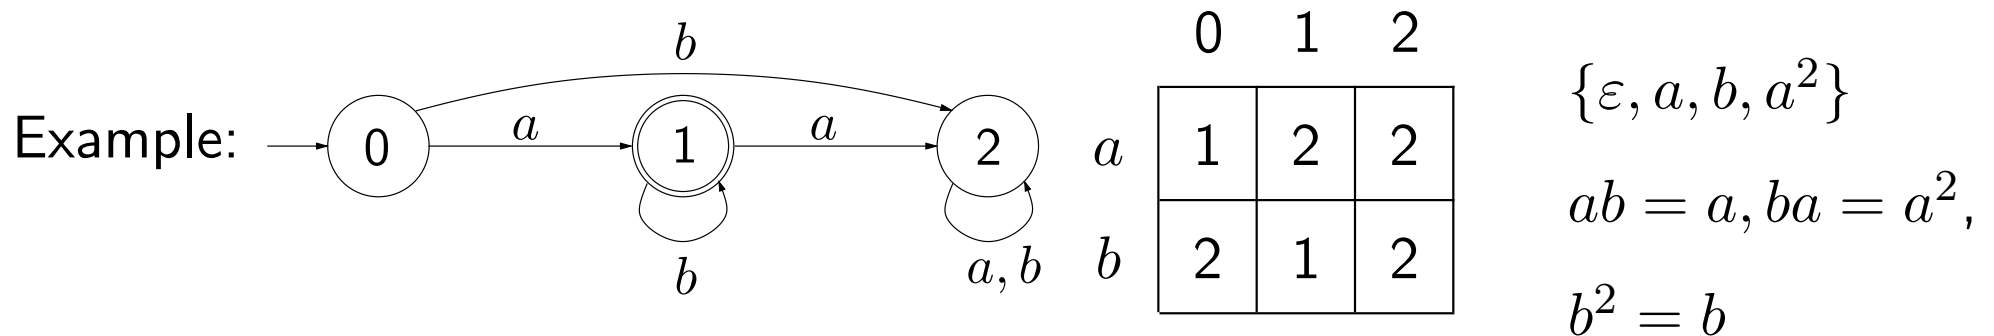 b
0 1 2
{ε, a, b, a²}
Example: 0 a 1 a 2
a 1 2 2
ab = a, ba = a²,
b a, b
b 2 1 2
b² = b